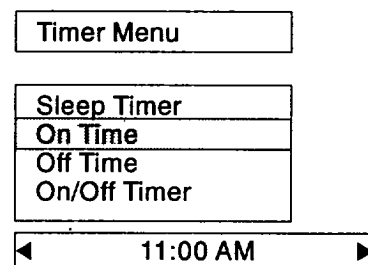 Timer Menu
Sleep Timer
On Time
Off Time
On/Off Timer
11:00 AM